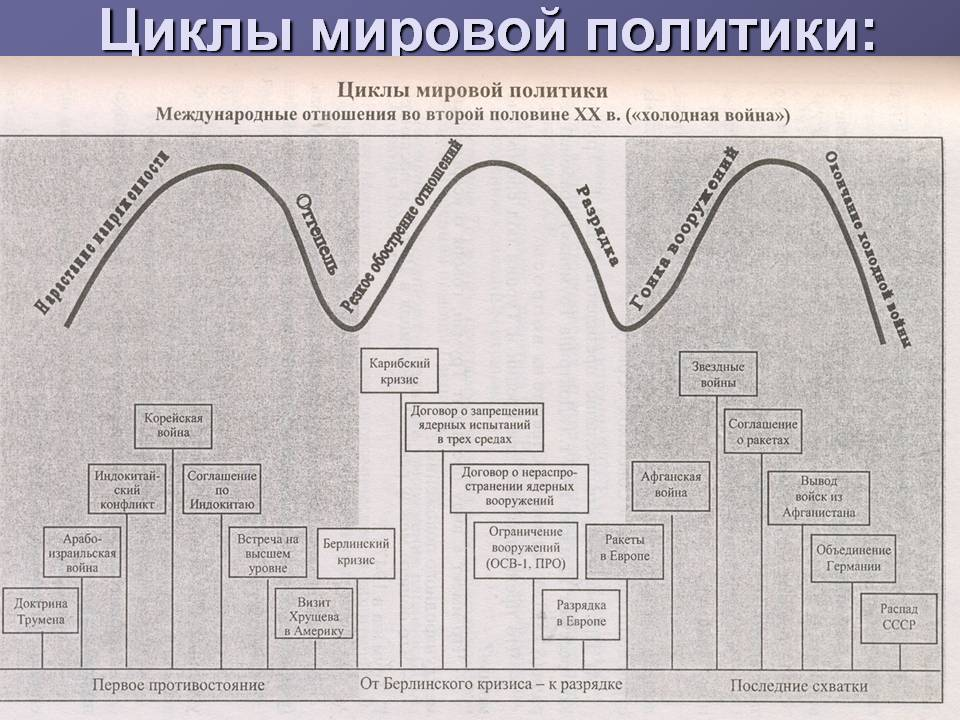 Циклы мировой политики:
Циклы мировой политики
Международные отношения во второй половине XX в. («холодная война»)
Нарастание напряженности
Оттепель
Резкое обострение отношений
Разрядка
Гонка вооружений
Окончание холодной войны
Доктрина
Трумена
Арабо-
израильская
война
Индокитай-
ский
конфликт
Корейская
война
Соглашение
по
Индокитаю
Встреча на
высшем
уровне
Визит
Хрущева
в Америку
Берлинский
кризис
Карибский
кризис
Договор о запрещении
ядерных испытаний
в трех средах
Договор о нераспро-
странении ядерных
вооружений
Ограничение
вооружений
(ОСВ-1, ПРО)
Разрядка
в Европе
Ракеты
в Европе
Афганская
война
Звездные
войны
Соглашение
о ракетах
Вывод
войск из
Афганистана
Объединение
Германии
Распад
СССР
Первое противостояние
От Берлинского кризиса – к разрядке
Последние схватки